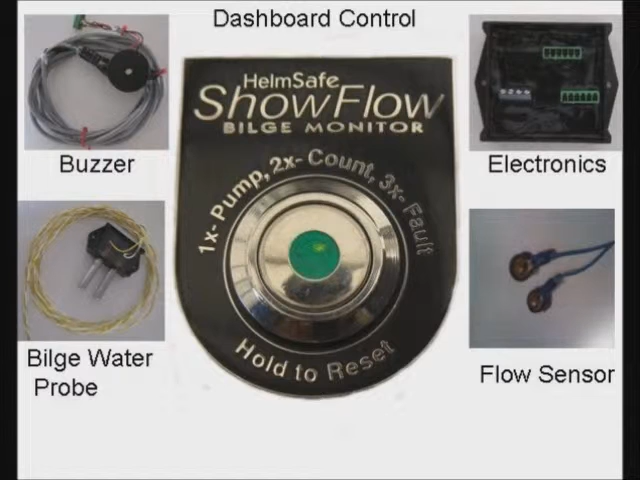 Dashboard Control
HelmSafe
ShowFlow
BILGE MONITOR
1x- Pump, 2x- Count, 3x- Fault
Hold to Reset
Buzzer
Electronics
Bilge Water
Probe
Flow Sensor